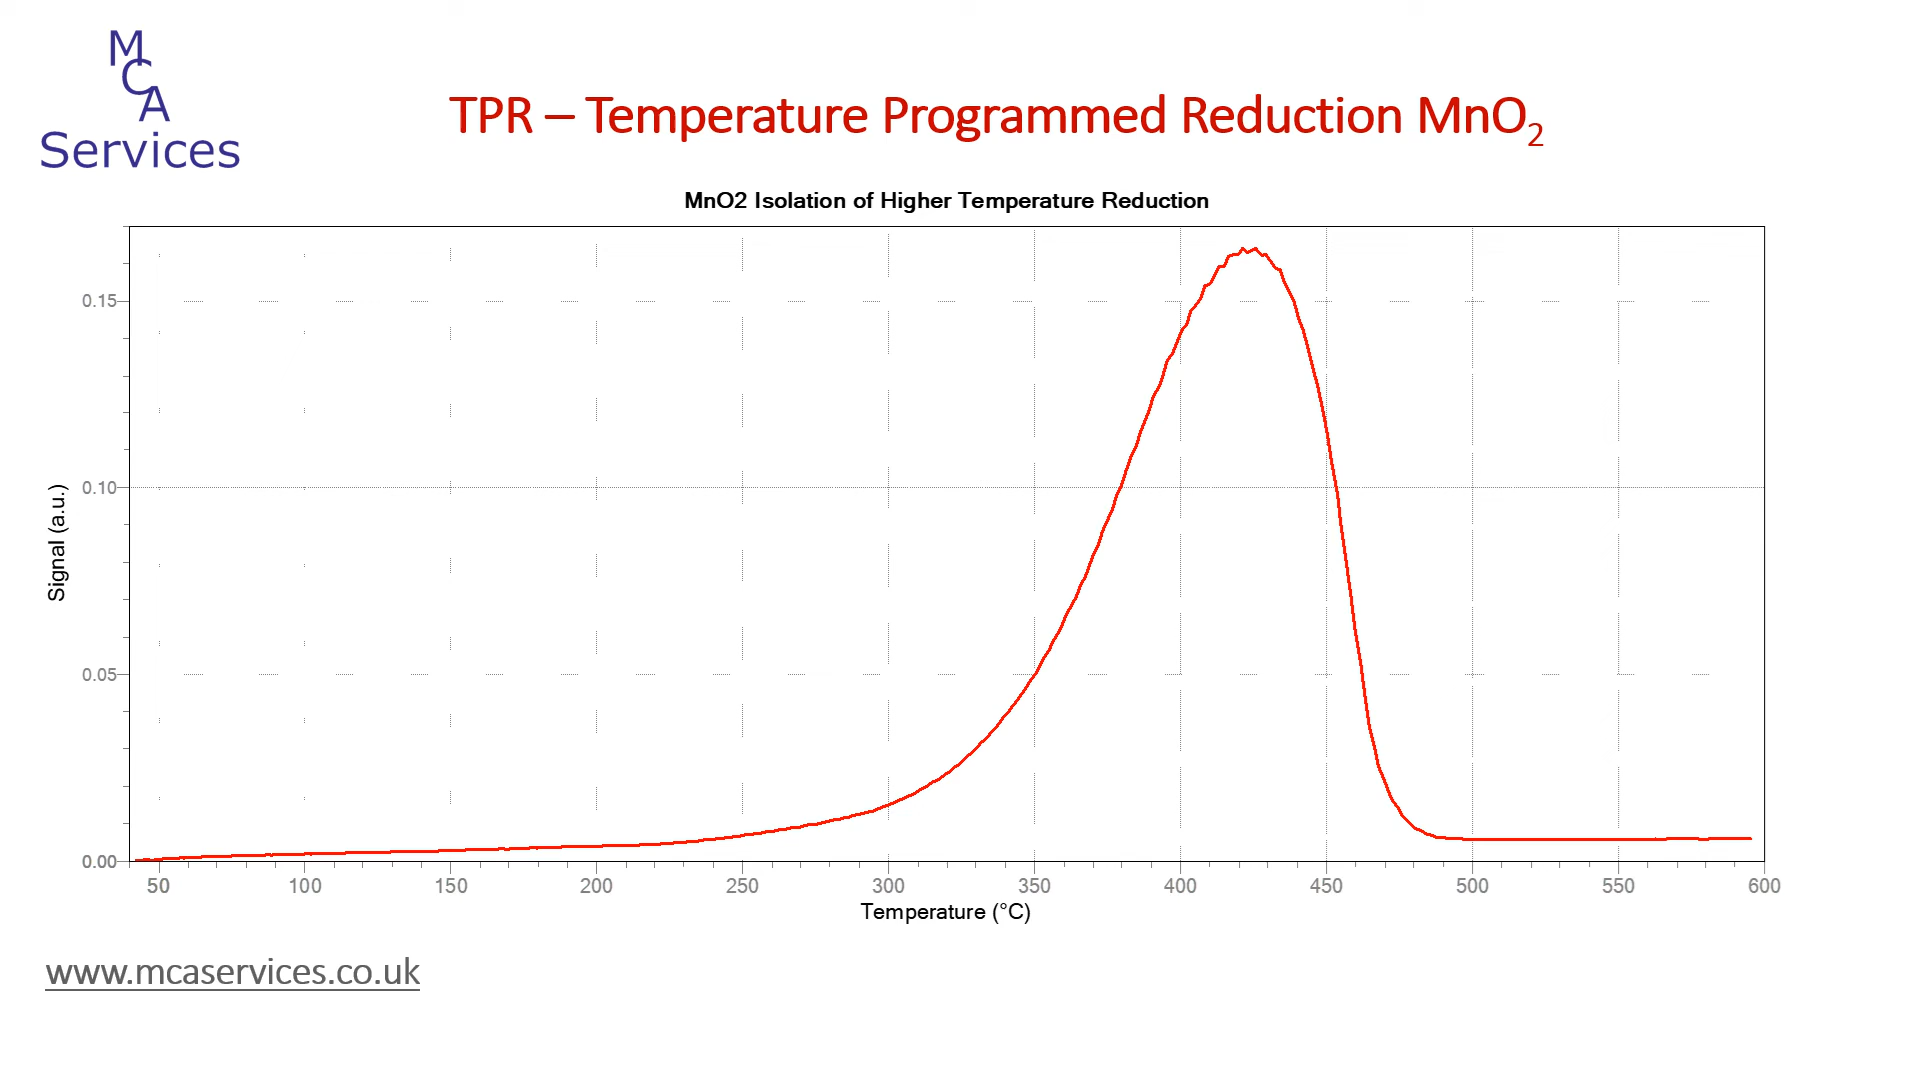 M
C
A
Services
TPR – Temperature Programmed Reduction MnO₂
MnO2 Isolation of Higher Temperature Reduction
0.15
0.10
0.05
0.00
Signal (a.u.)
50 100 150 200 250 300 350 400 450 500 550 600
Temperature (°C)
www.mcaservices.co.uk